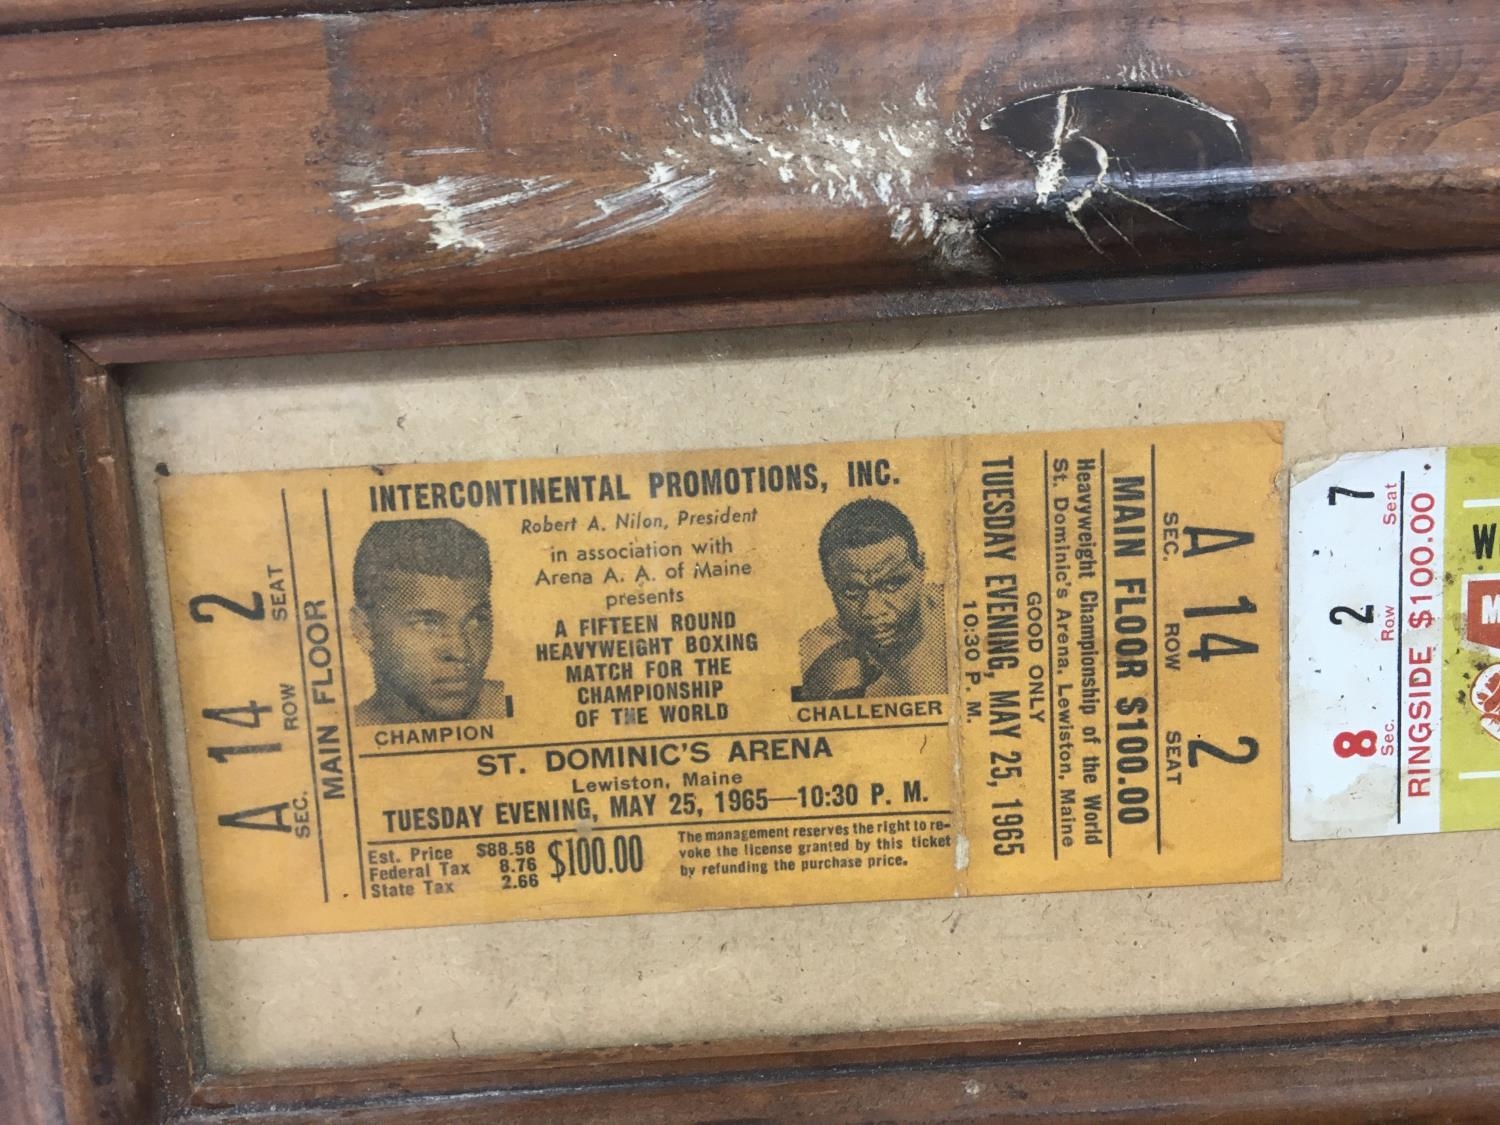 A 14 2
SEC. ROW SEAT
MAIN FLOOR
INTERCONTINENTAL PROMOTIONS, INC.
Robert A. Nilon, President
in association with
Arena A. A. of Maine
presents
A FIFTEEN ROUND
HEAVYWEIGHT BOXING
MATCH FOR THE
CHAMPIONSHIP
OF THE WORLD
CHAMPION
CHALLENGER
ST. DOMINIC'S ARENA
Lewiston, Maine
TUESDAY EVENING, MAY 25, 1965—10:30 P. M.
Est. Price $88.58
Federal Tax 8.76
State Tax 2.66
$100.00
The management reserves the right to re-
voke the license granted by this ticket
by refunding the purchase price.
A 14 2
SEC. ROW SEAT
MAIN FLOOR $100.00
Heavyweight Championship of the World
St. Dominic's Arena, Lewiston, Maine
GOOD ONLY
TUESDAY EVENING, MAY 25, 1965
10:30 P. M.
8 2 7
Sec. Row Seat
RINGSIDE $100.00
W
M